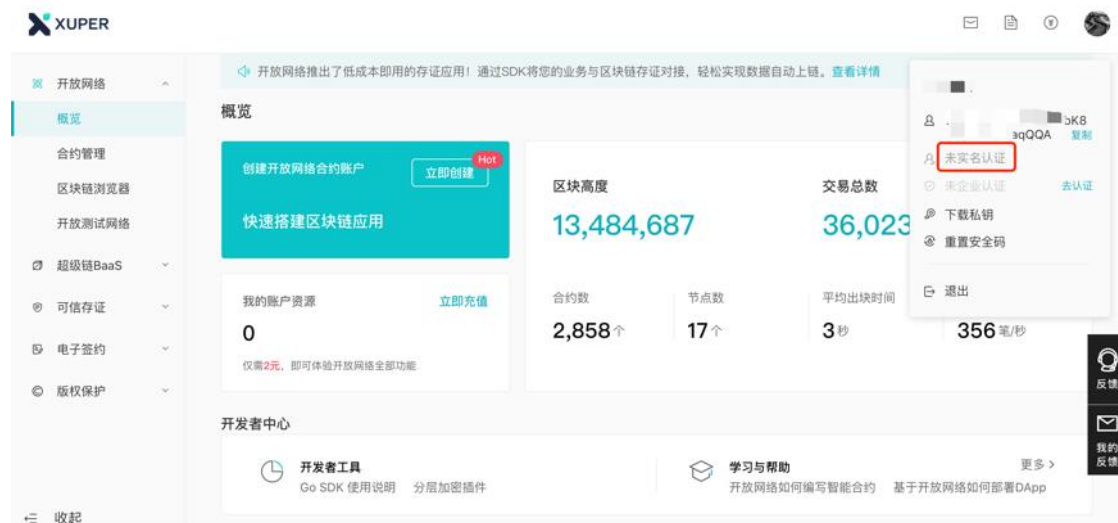 XUPER
开放网络
概览
合约管理
区块链浏览器
开放测试网络
超级链BaaS
可信存证
电子签约
版权保护
收起
开放网络推出了低成本即用的存证应用！通过SDK将您的业务与区块链存证对接，轻松实现数据自动上链。查看详情
概览
创建开放网络合约账户
立即创建
Hot
快速搭建区块链应用
我的账户资源
立即充值
0
仅需2元，即可体验开放网络全部功能
区块高度
13,484,687
交易总数
36,023
合约数
2,858个
节点数
17个
平均出块时间
3秒
356笔/秒
bK8
aqQQA 复制
未实名认证
未企业认证 去认证
下载私钥
重置安全码
退出
反馈
我的
反馈
开发者中心
开发者工具
Go SDK 使用说明 分层加密插件
学习与帮助
更多
开放网络如何编写智能合约 基于开放网络如何部署DApp